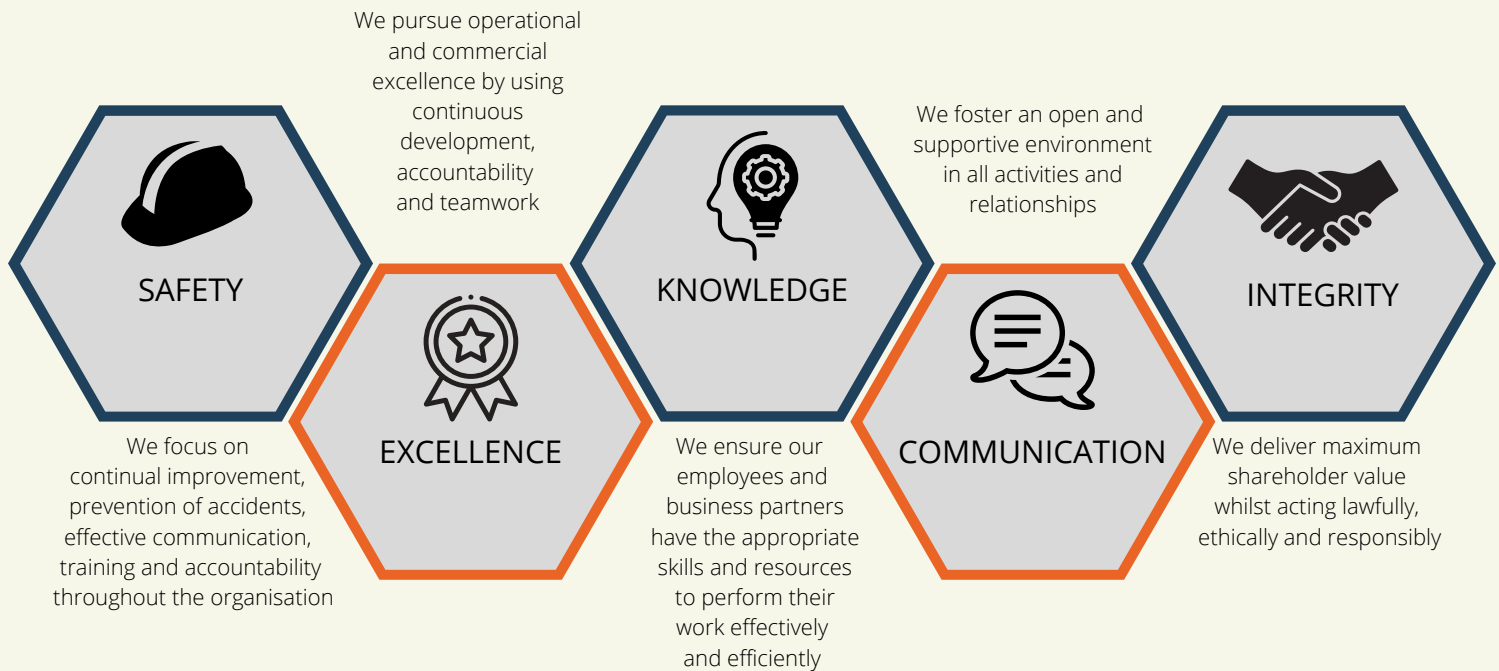 SAFETY
We focus on
continual improvement,
prevention of accidents,
effective communication,
training and accountability
throughout the organisation
We pursue operational
and commercial
excellence by using
continuous
development,
accountability
and teamwork
EXCELLENCE
KNOWLEDGE
We ensure our
employees and
business partners
have the appropriate
skills and resources
to perform their
work effectively
and efficiently
We foster an open and
supportive environment
in all activities and
relationships
COMMUNICATION
INTEGRITY
We deliver maximum
shareholder value
whilst acting lawfully,
ethically and responsibly